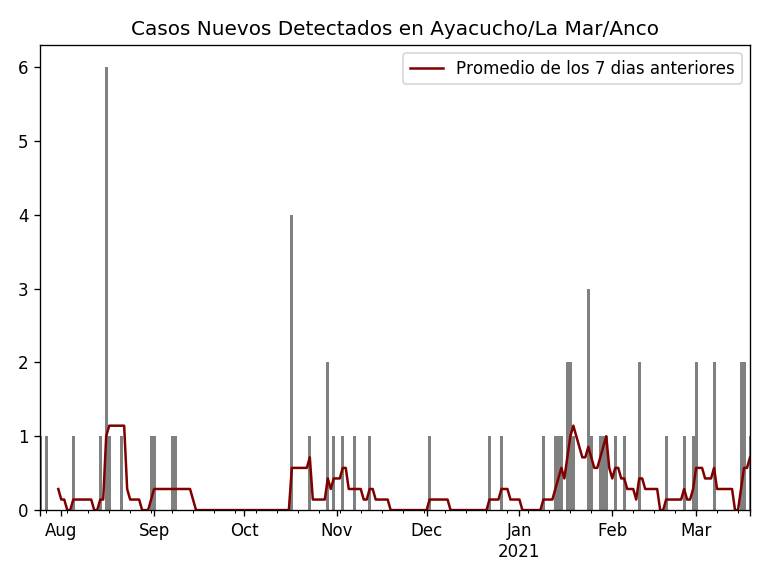 Casos Nuevos Detectados en Ayacucho/La Mar/Anco
Promedio de los 7 dias anteriores
6
5
4
3
2
1
0
Aug Sep Oct Nov Dec Jan Feb Mar
2021